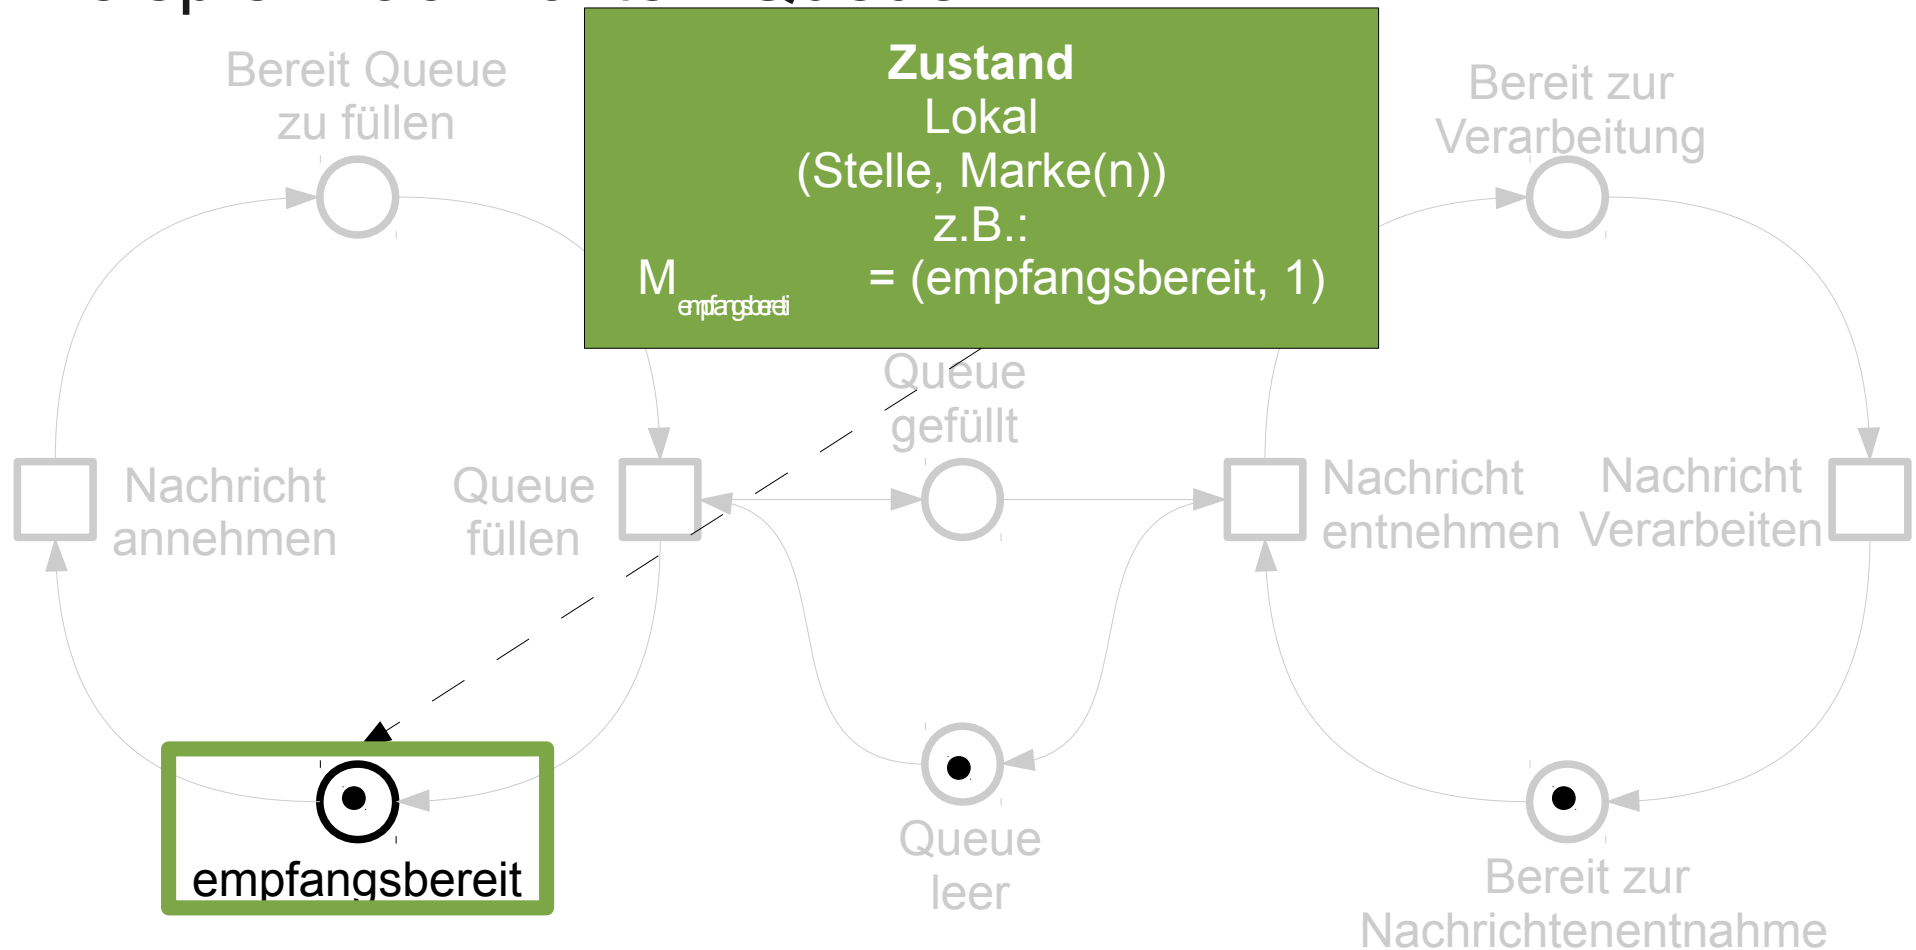 Bereit Queue
zu füllen
Zustand
Lokal
(Stelle, Marke(n))
z.B.:
M empfangsbereit = (empfangsbereit, 1)
Bereit zur
Verarbeitung
Queue
gefüllt
Nachricht
annehmen
Queue
füllen
Nachricht
entnehmen
Nachricht
Verarbeiten
empfangsbereit
Queue
leer
Bereit zur
Nachrichtenentnahme